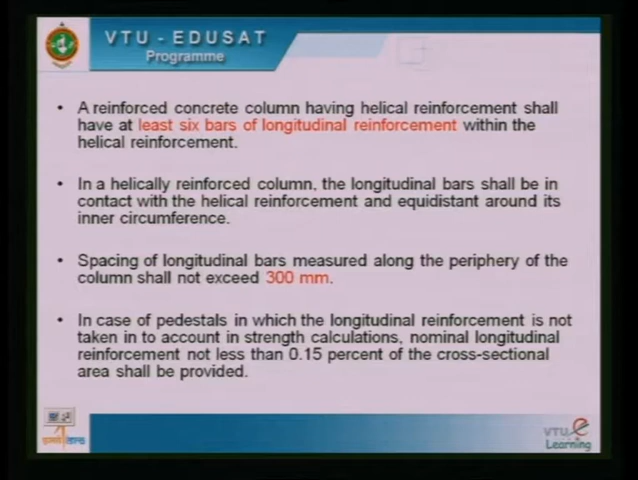 VTU - EDUSAT
Programme
• A reinforced concrete column having helical reinforcement shall
have at least six bars of longitudinal reinforcement within the
helical reinforcement.
• In a helically reinforced column, the longitudinal bars shall be in
contact with the helical reinforcement and equidistant around its
inner circumference.
• Spacing of longitudinal bars measured along the periphery of the
column shall not exceed 300 mm.
• In case of pedestals in which the longitudinal reinforcement is not
taken in to account in strength calculations, nominal longitudinal
reinforcement not less than 0.15 percent of the cross-sectional
area shall be provided.
VTU e
Learning